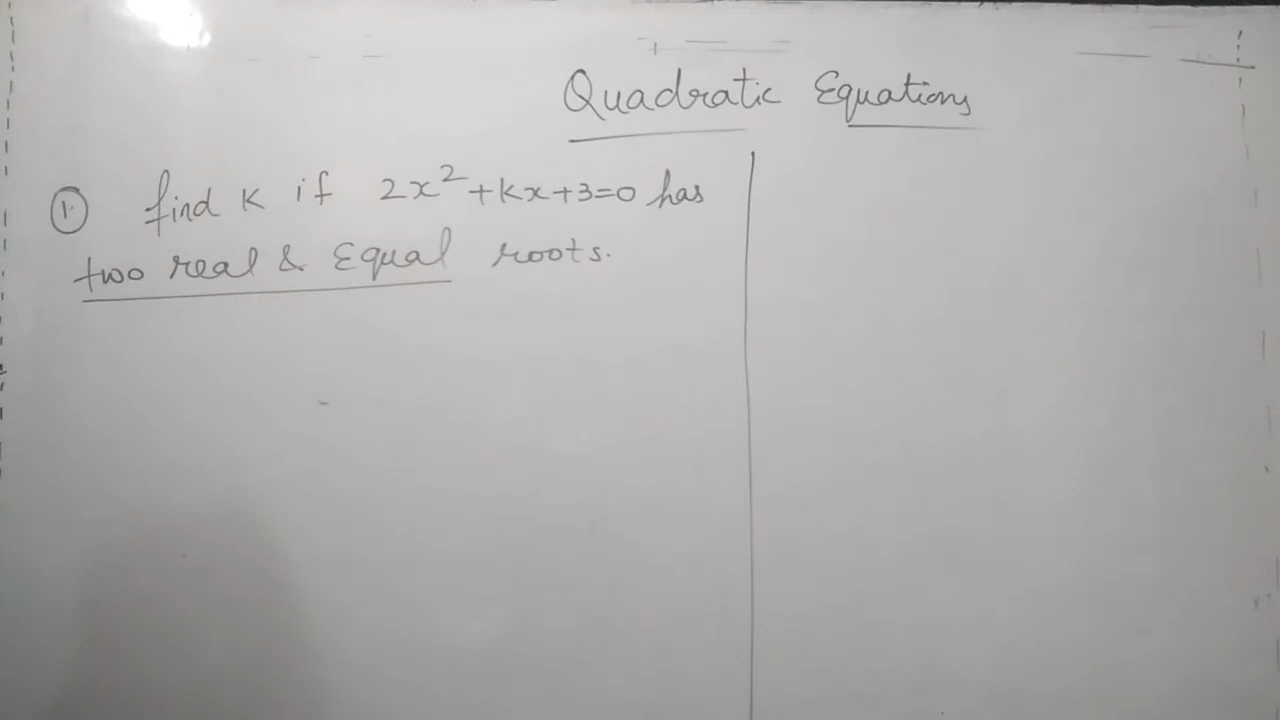 Quadratic Equations
① find K if 2x²+kx+3=0 has
two real & Equal roots.